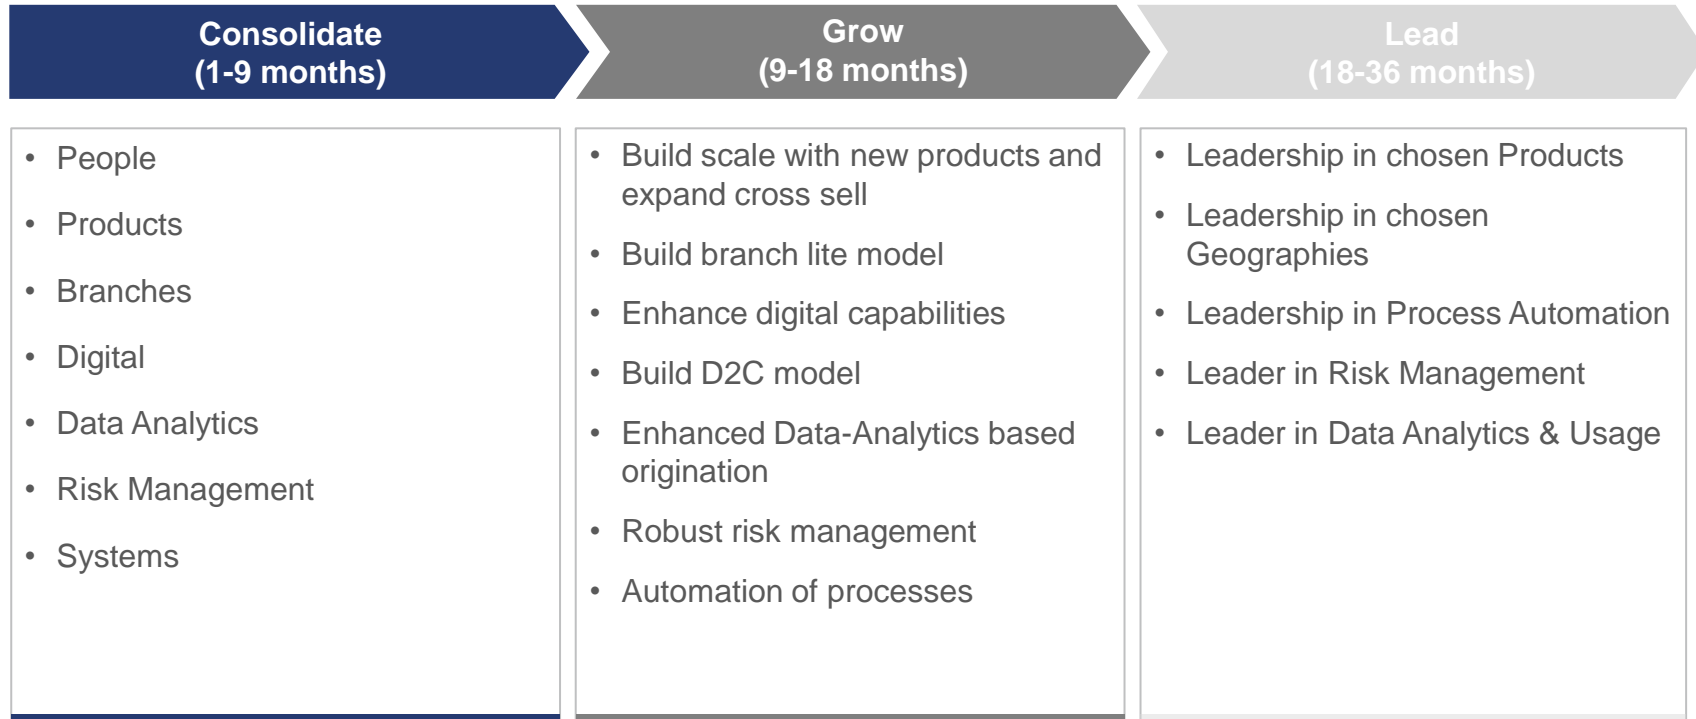 Consolidate
(1-9 months)
• People
• Products
• Branches
• Digital
• Data Analytics
• Risk Management
• Systems
Grow
(9-18 months)
• Build scale with new products and
expand cross sell
• Build branch lite model
• Enhance digital capabilities
• Build D2C model
• Enhanced Data-Analytics based
origination
• Robust risk management
• Automation of processes
Lead
(18-36 months)
• Leadership in chosen Products
• Leadership in chosen
Geographies
• Leadership in Process Automation
• Leader in Risk Management
• Leader in Data Analytics & Usage